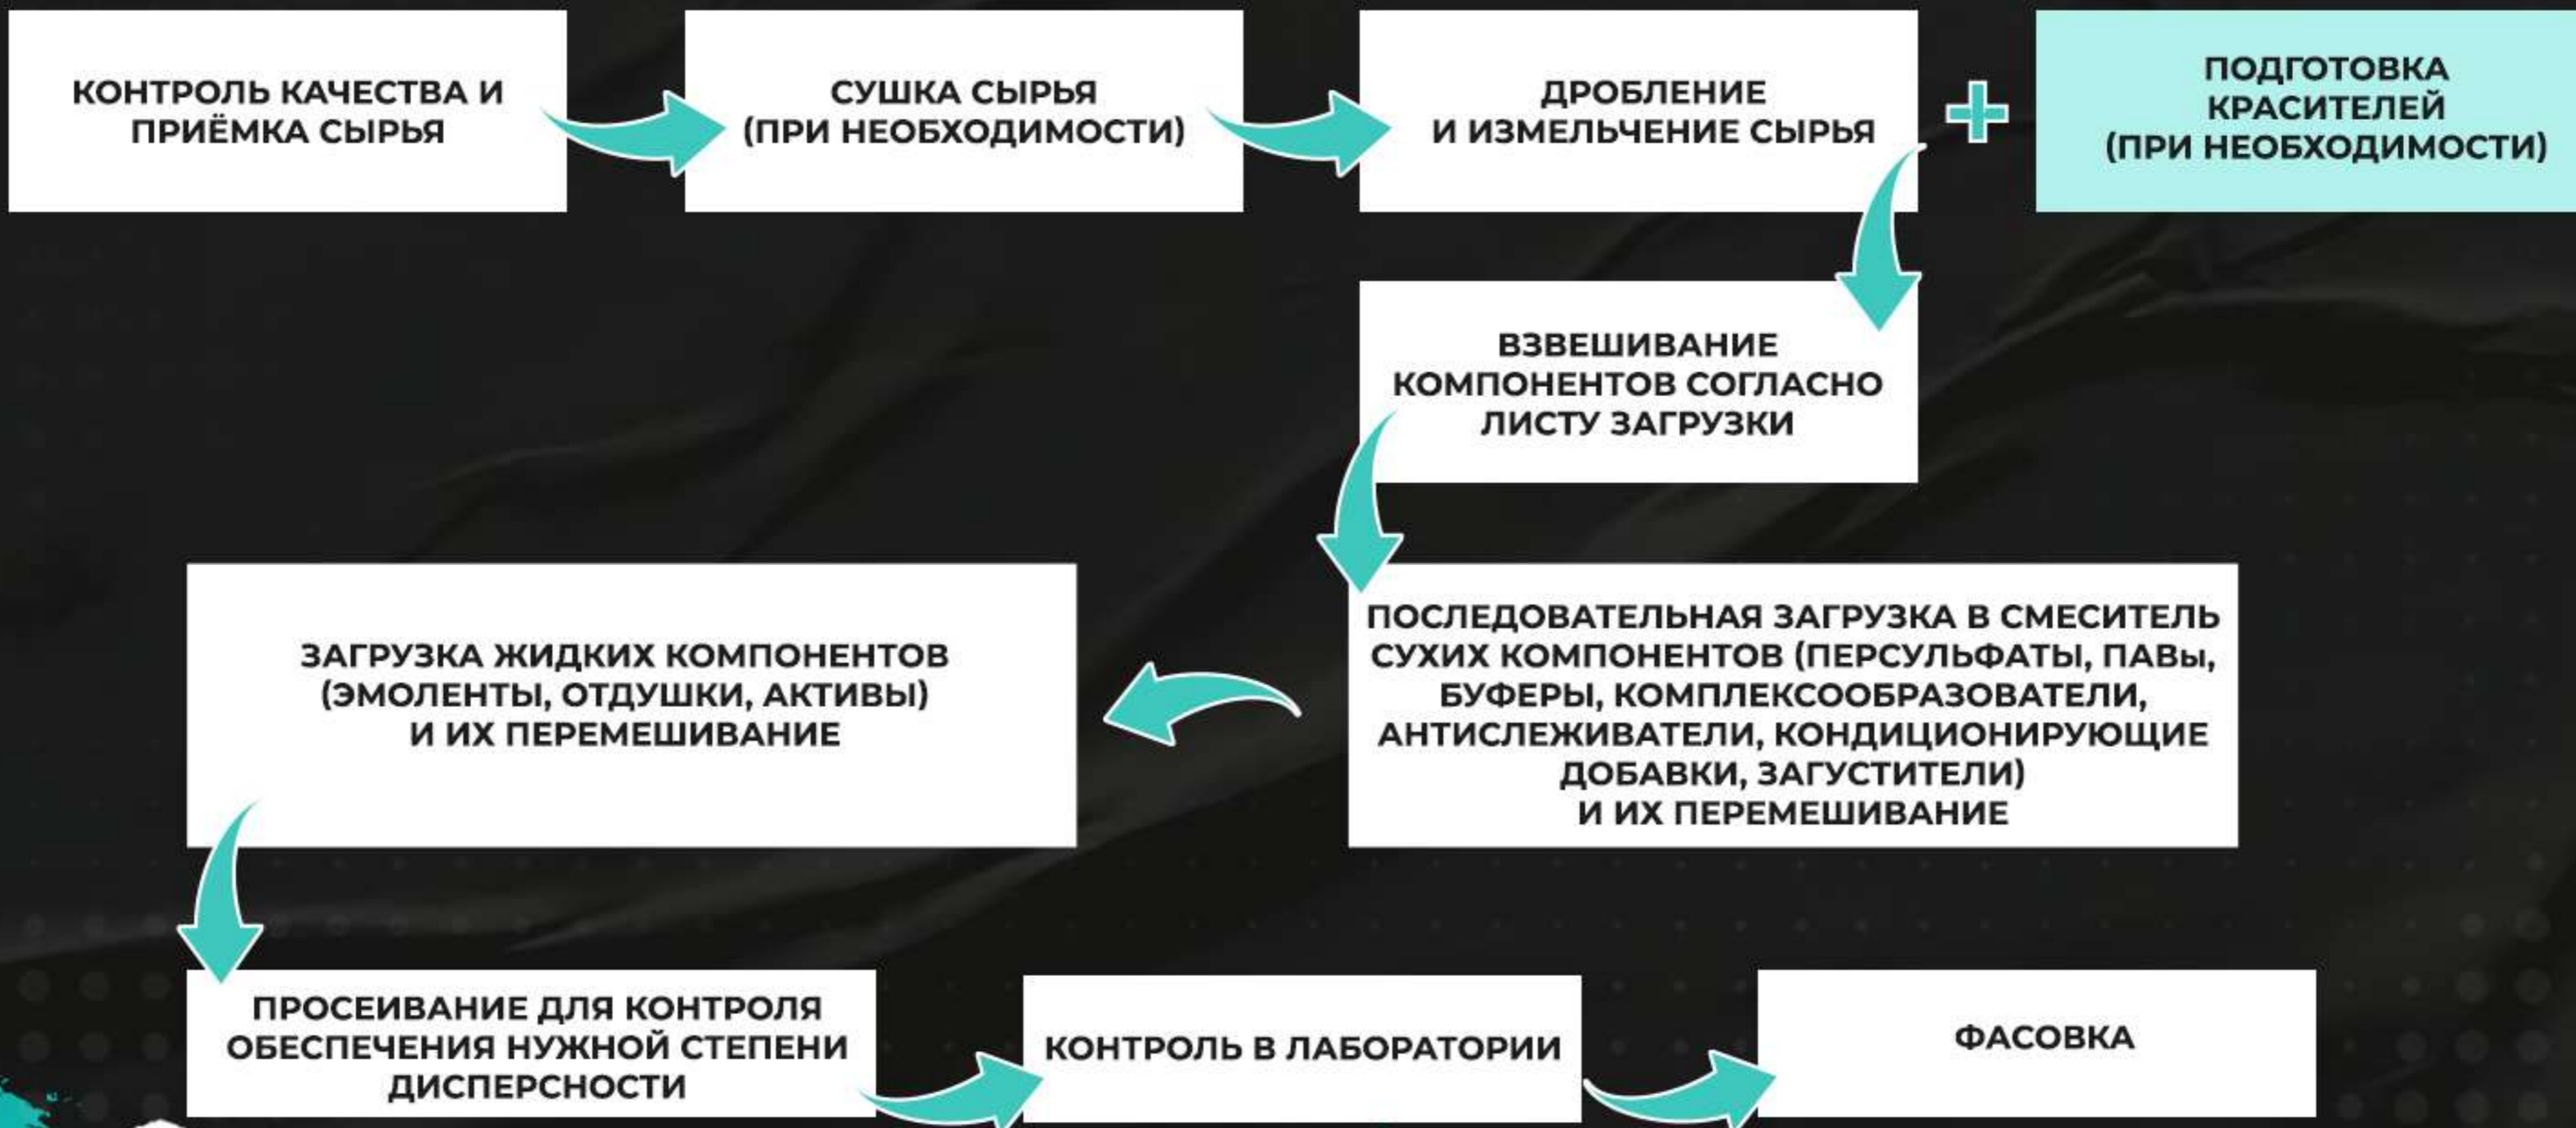 КОНТРОЛЬ КАЧЕСТВА И
ПРИЁМКА СЫРЬЯ
СУШКА СЫРЬЯ
(ПРИ НЕОБХОДИМОСТИ)
ДРОБЛЕНИЕ
И ИЗМЕЛЬЧЕНИЕ СЫРЬЯ
+
ПОДГОТОВКА
КРАСИТЕЛЕЙ
(ПРИ НЕОБХОДИМОСТИ)
ВЗВЕШИВАНИЕ
КОМПОНЕНТОВ СОГЛАСНО
ЛИСТУ ЗАГРУЗКИ
ПОСЛЕДОВАТЕЛЬНАЯ ЗАГРУЗКА В СМЕСИТЕЛЬ
СУХИХ КОМПОНЕНТОВ (ПЕРСУЛЬФАТЫ, ПАВы,
БУФЕРЫ, КОМПЛЕКСООБРАЗОВАТЕЛИ,
АНТИСЛЕЖИВАТЕЛИ, КОНДИЦИОНИРУЮЩИЕ
ДОБАВКИ, ЗАГУСТИТЕЛИ)
И ИХ ПЕРЕМЕШИВАНИЕ
ЗАГРУЗКА ЖИДКИХ КОМПОНЕНТОВ
(ЭМОЛЕНТЫ, ОТДУШКИ, АКТИВЫ)
И ИХ ПЕРЕМЕШИВАНИЕ
ПРОСЕИВАНИЕ ДЛЯ КОНТРОЛЯ
ОБЕСПЕЧЕНИЯ НУЖНОЙ СТЕПЕНИ
ДИСПЕРСНОСТИ
КОНТРОЛЬ В ЛАБОРАТОРИИ
ФАСОВКА